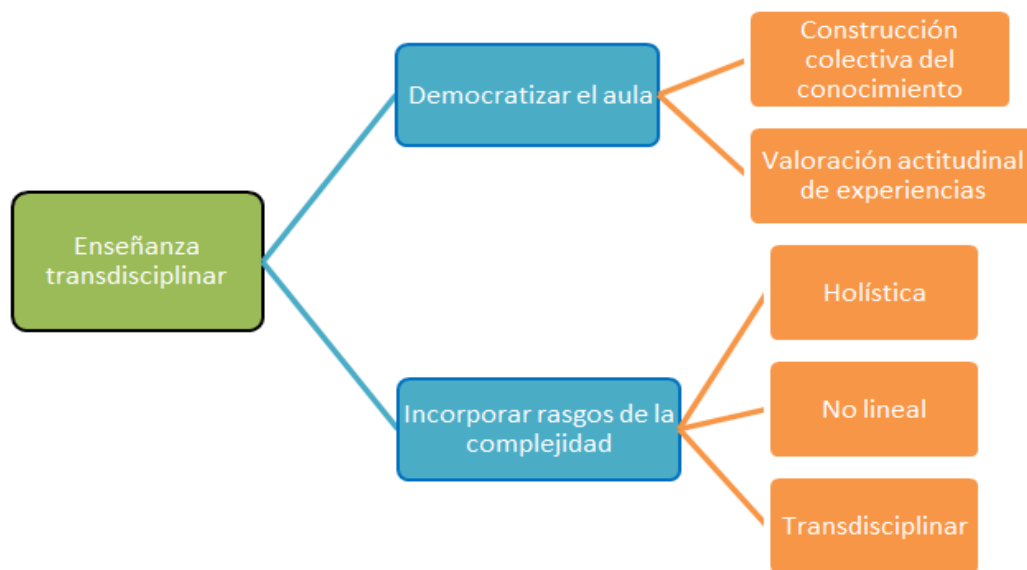 Enseñanza
transdisciplinar
Democratizar el aula
Construcción
colectiva del
conocimiento
Valoración actitudinal
de experiencias
Incorporar rasgos de la
complejidad
Holística
No lineal
Transdisciplinar